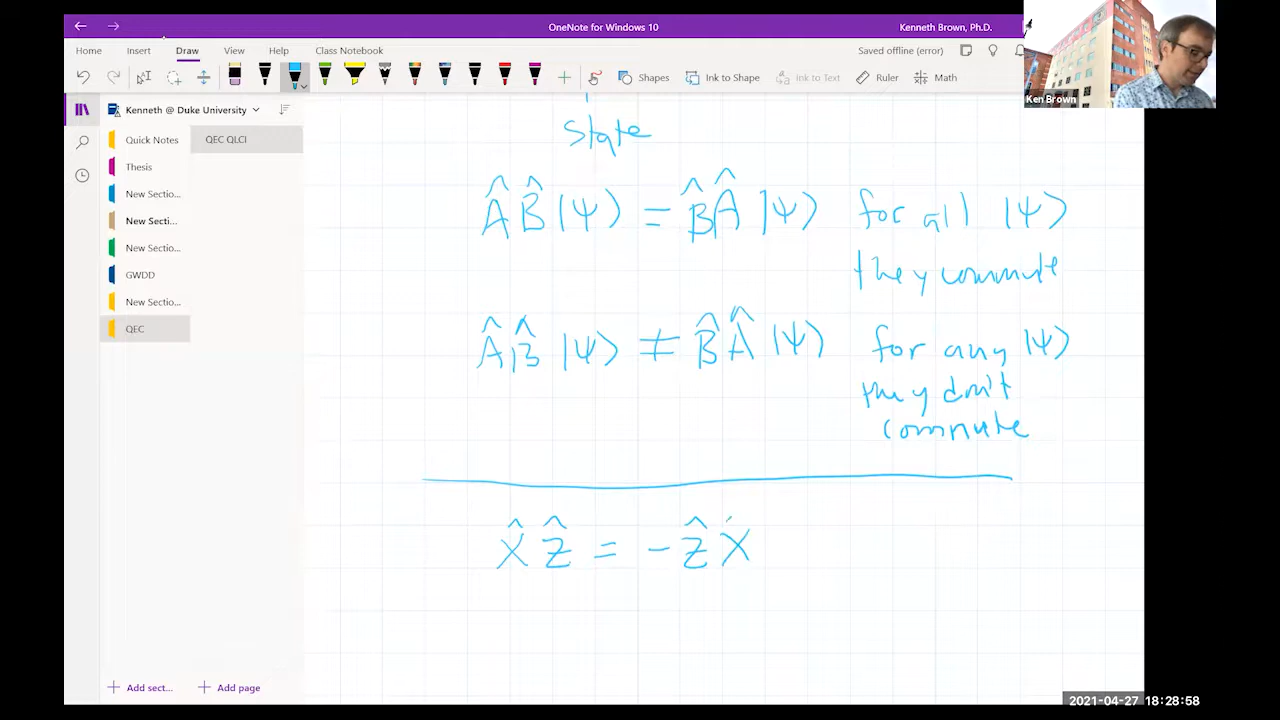 OneNote for Windows 10
Kenneth Brown, Ph.D.
Home Insert Draw View Help Class Notebook
Saved offline (error)
Shapes Ink to Shape Ink to Text Ruler Math
Ken Brown
Kenneth @ Duke University
Quick Notes
QEC QLCI
Thesis
New Sectio...
New Secti...
New Sectio...
GWDD
New Sectio...
QEC
Add sect... Add page
state
ÂB̂|ψ⟩ = B̂Â|ψ⟩ for all |ψ⟩
they commute
ÂB̂|ψ⟩ ≠ B̂Â|ψ⟩ for any |ψ⟩
they don't
commute
X̂Ẑ = -ẐX
2021-04-27 18:28:58